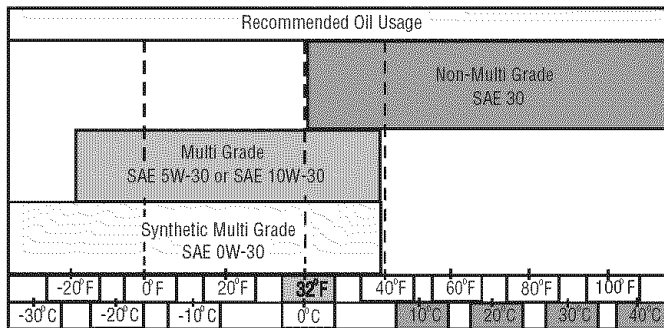 Recommended Oil Usage
Non-Multi Grade
SAE 30
Multi Grade
SAE 5W-30 or SAE 10W-30
Synthetic Multi Grade
SAE 0W-30
-20°F 0°F 20°F 32°F 40°F 60°F 80°F 100°F
-30°C -20°C -10°C 0°C 10°C 20°C 30°C 40°C